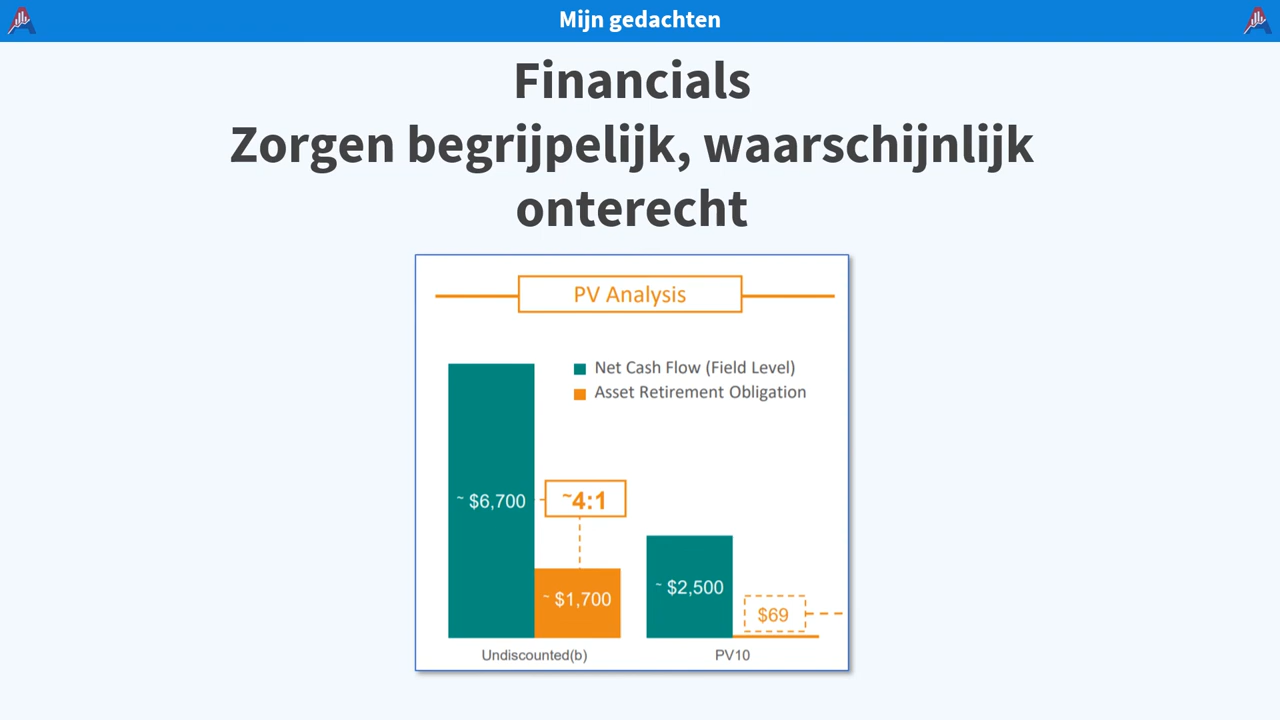 Mijn gedachten
Financials
Zorgen begrijpelijk, waarschijnlijk
onterecht
PV Analysis
Net Cash Flow (Field Level)
Asset Retirement Obligation
~ $6,700
~4:1
~ $1,700
~ $2,500
$69
Undiscounted(b)
PV10